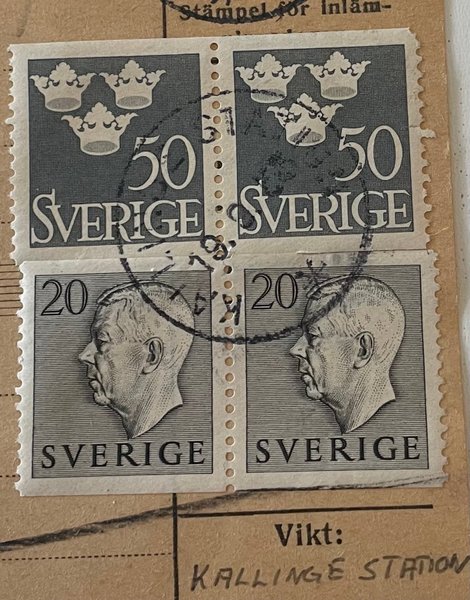 Stämpel för inläm-
50 50
SVERIGE SVERIGE
20 20
SVERIGE SVERIGE
Vikt:
KALLINGE STATION